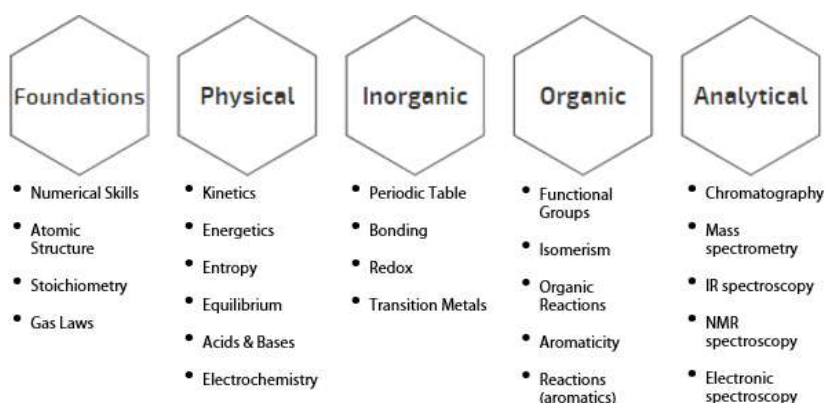 Foundations
Physical
Inorganic
Organic
Analytical
• Numerical Skills
• Atomic
Structure
• Stoichiometry
• Gas Laws
• Kinetics
• Energetics
• Entropy
• Equilibrium
• Acids & Bases
• Electrochemistry
• Periodic Table
• Bonding
• Redox
• Transition Metals
• Functional
Groups
• Isomerism
• Organic
Reactions
• Aromaticity
• Reactions
(aromatics)
• Chromatography
• Mass
spectrometry
• IR spectroscopy
• NMR
spectroscopy
• Electronic
spectroscopy